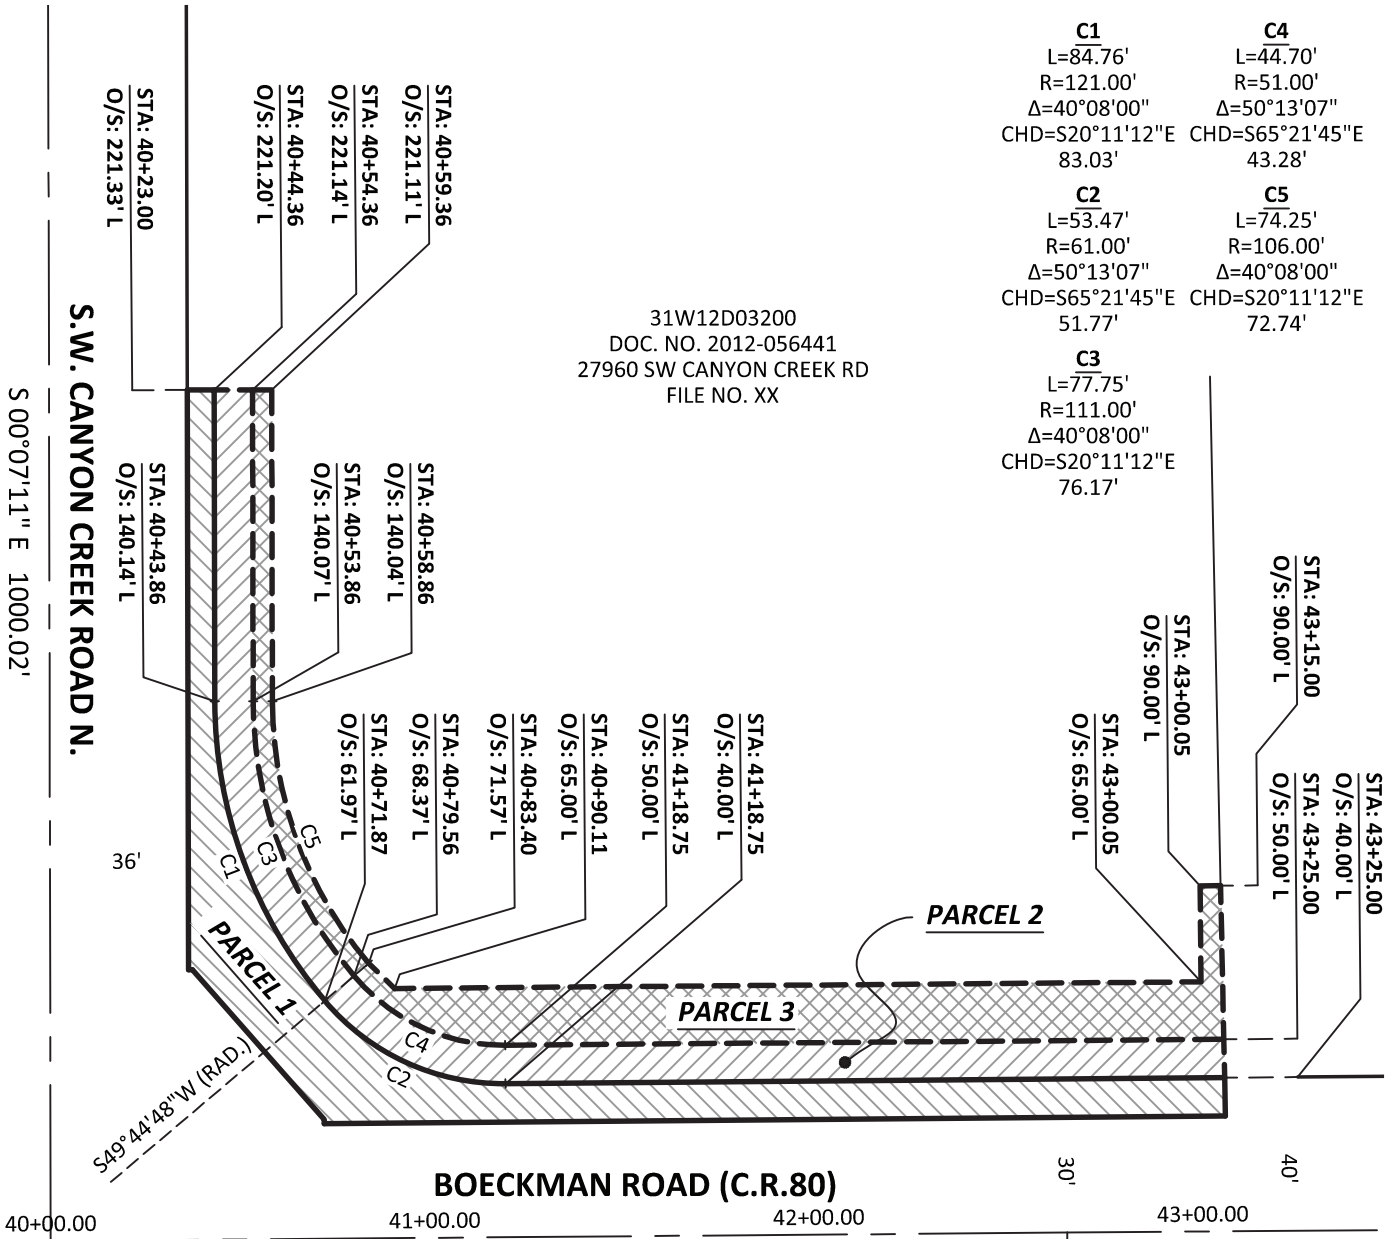 C1
L=84.76'
R=121.00'
Δ=40°08'00"
CHD=S20°11'12"E
83.03'
C4
L=44.70'
R=51.00'
Δ=50°13'07"
CHD=S65°21'45"E
43.28'
C2
L=53.47'
R=61.00'
Δ=50°13'07"
CHD=S65°21'45"E
51.77'
C5
L=74.25'
R=106.00'
Δ=40°08'00"
CHD=S20°11'12"E
72.74'
C3
L=77.75'
R=111.00'
Δ=40°08'00"
CHD=S20°11'12"E
76.17'
STA: 40+23.00
O/S: 221.33' L
STA: 40+44.36
O/S: 221.20' L
STA: 40+54.36
O/S: 221.14' L
STA: 40+59.36
O/S: 221.11' L
31W12D03200
DOC. NO. 2012-056441
27960 SW CANYON CREEK RD
FILE NO. XX
S.W. CANYON CREEK ROAD N.
S 00°07'11" E 1000.02'
STA: 40+43.86
O/S: 140.14' L
STA: 40+53.86
O/S: 140.07' L
STA: 40+58.86
O/S: 140.04' L
STA: 40+71.87
O/S: 61.97' L
STA: 40+79.56
O/S: 68.37' L
STA: 40+83.40
O/S: 71.57' L
STA: 40+90.11
O/S: 65.00' L
STA: 41+18.75
O/S: 50.00' L
STA: 41+18.75
O/S: 40.00' L
STA: 43+00.05
O/S: 65.00' L
STA: 43+00.05
O/S: 90.00' L
STA: 43+15.00
O/S: 90.00' L
STA: 43+25.00
O/S: 50.00' L
STA: 43+25.00
O/S: 40.00' L
36'
C1
C3
C5
C4
C2
PARCEL 1
PARCEL 2
PARCEL 3
S49°44'48"W (RAD.)
BOECKMAN ROAD (C.R.80)
30'
40'
40+00.00
41+00.00
42+00.00
43+00.00